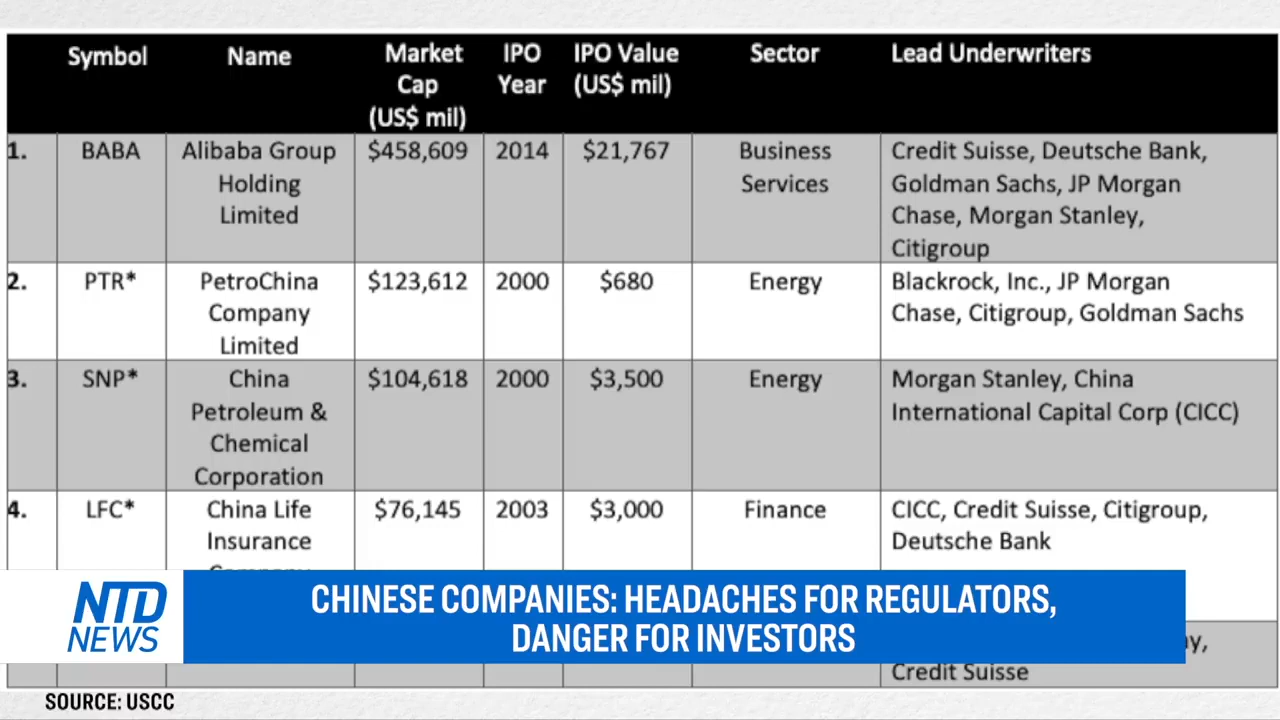 Symbol Name Market Cap (US$ mil) IPO Year IPO Value (US$ mil) Sector Lead Underwriters
1. BABA Alibaba Group Holding Limited $458,609 2014 $21,767 Business Services Credit Suisse, Deutsche Bank, Goldman Sachs, JP Morgan Chase, Morgan Stanley, Citigroup
2. PTR* PetroChina Company Limited $123,612 2000 $680 Energy Blackrock, Inc., JP Morgan Chase, Citigroup, Goldman Sachs
3. SNP* China Petroleum & Chemical Corporation $104,618 2000 $3,500 Energy Morgan Stanley, China International Capital Corp (CICC)
4. LFC* China Life Insurance $76,145 2003 $3,000 Finance CICC, Credit Suisse, Citigroup, Deutsche Bank
Credit Suisse
NTD NEWS
CHINESE COMPANIES: HEADACHES FOR REGULATORS,
DANGER FOR INVESTORS
SOURCE: USCC